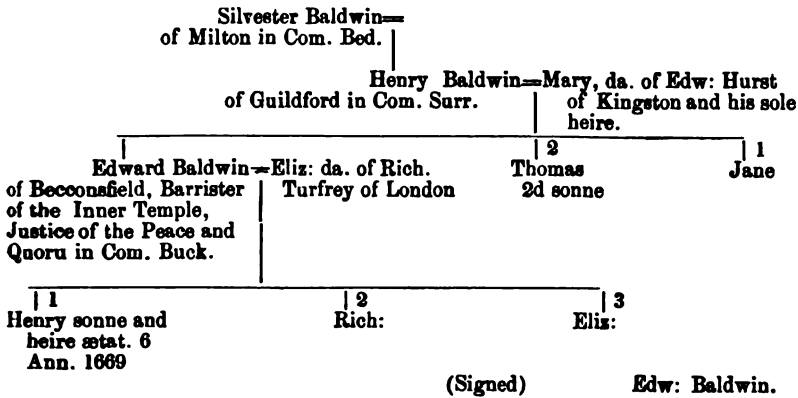 Silvester Baldwin=
of Milton in Com. Bed.
Henry Baldwin=Mary, da. of Edw: Hurst
of Guildford in Com. Surr. of Kingston and his sole
heire.
2 1
Edward Baldwin=Eliz: da. of Rich. Thomas Jane
of Becconsfield, Barrister Turfrey of London 2d sonne
of the Inner Temple,
Justice of the Peace and
Quoru in Com. Buck.
1 2 3
Henry sonne and Rich: Eliz:
heire ætat. 6
Ann. 1669
(Signed) Edw: Baldwin.